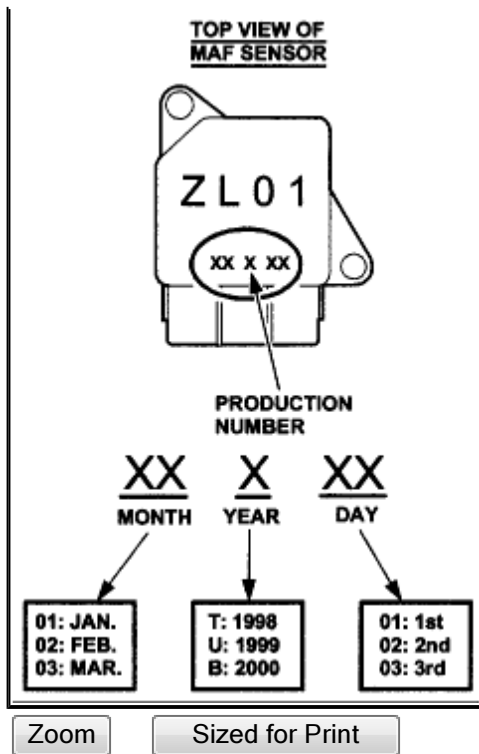 TOP VIEW OF
MAF SENSOR
ZL01
XX X XX
PRODUCTION
NUMBER
XX X XX
MONTH YEAR DAY
01: JAN. T: 1998 01: 1st
02: FEB. U: 1999 02: 2nd
03: MAR. B: 2000 03: 3rd
Zoom Sized for Print